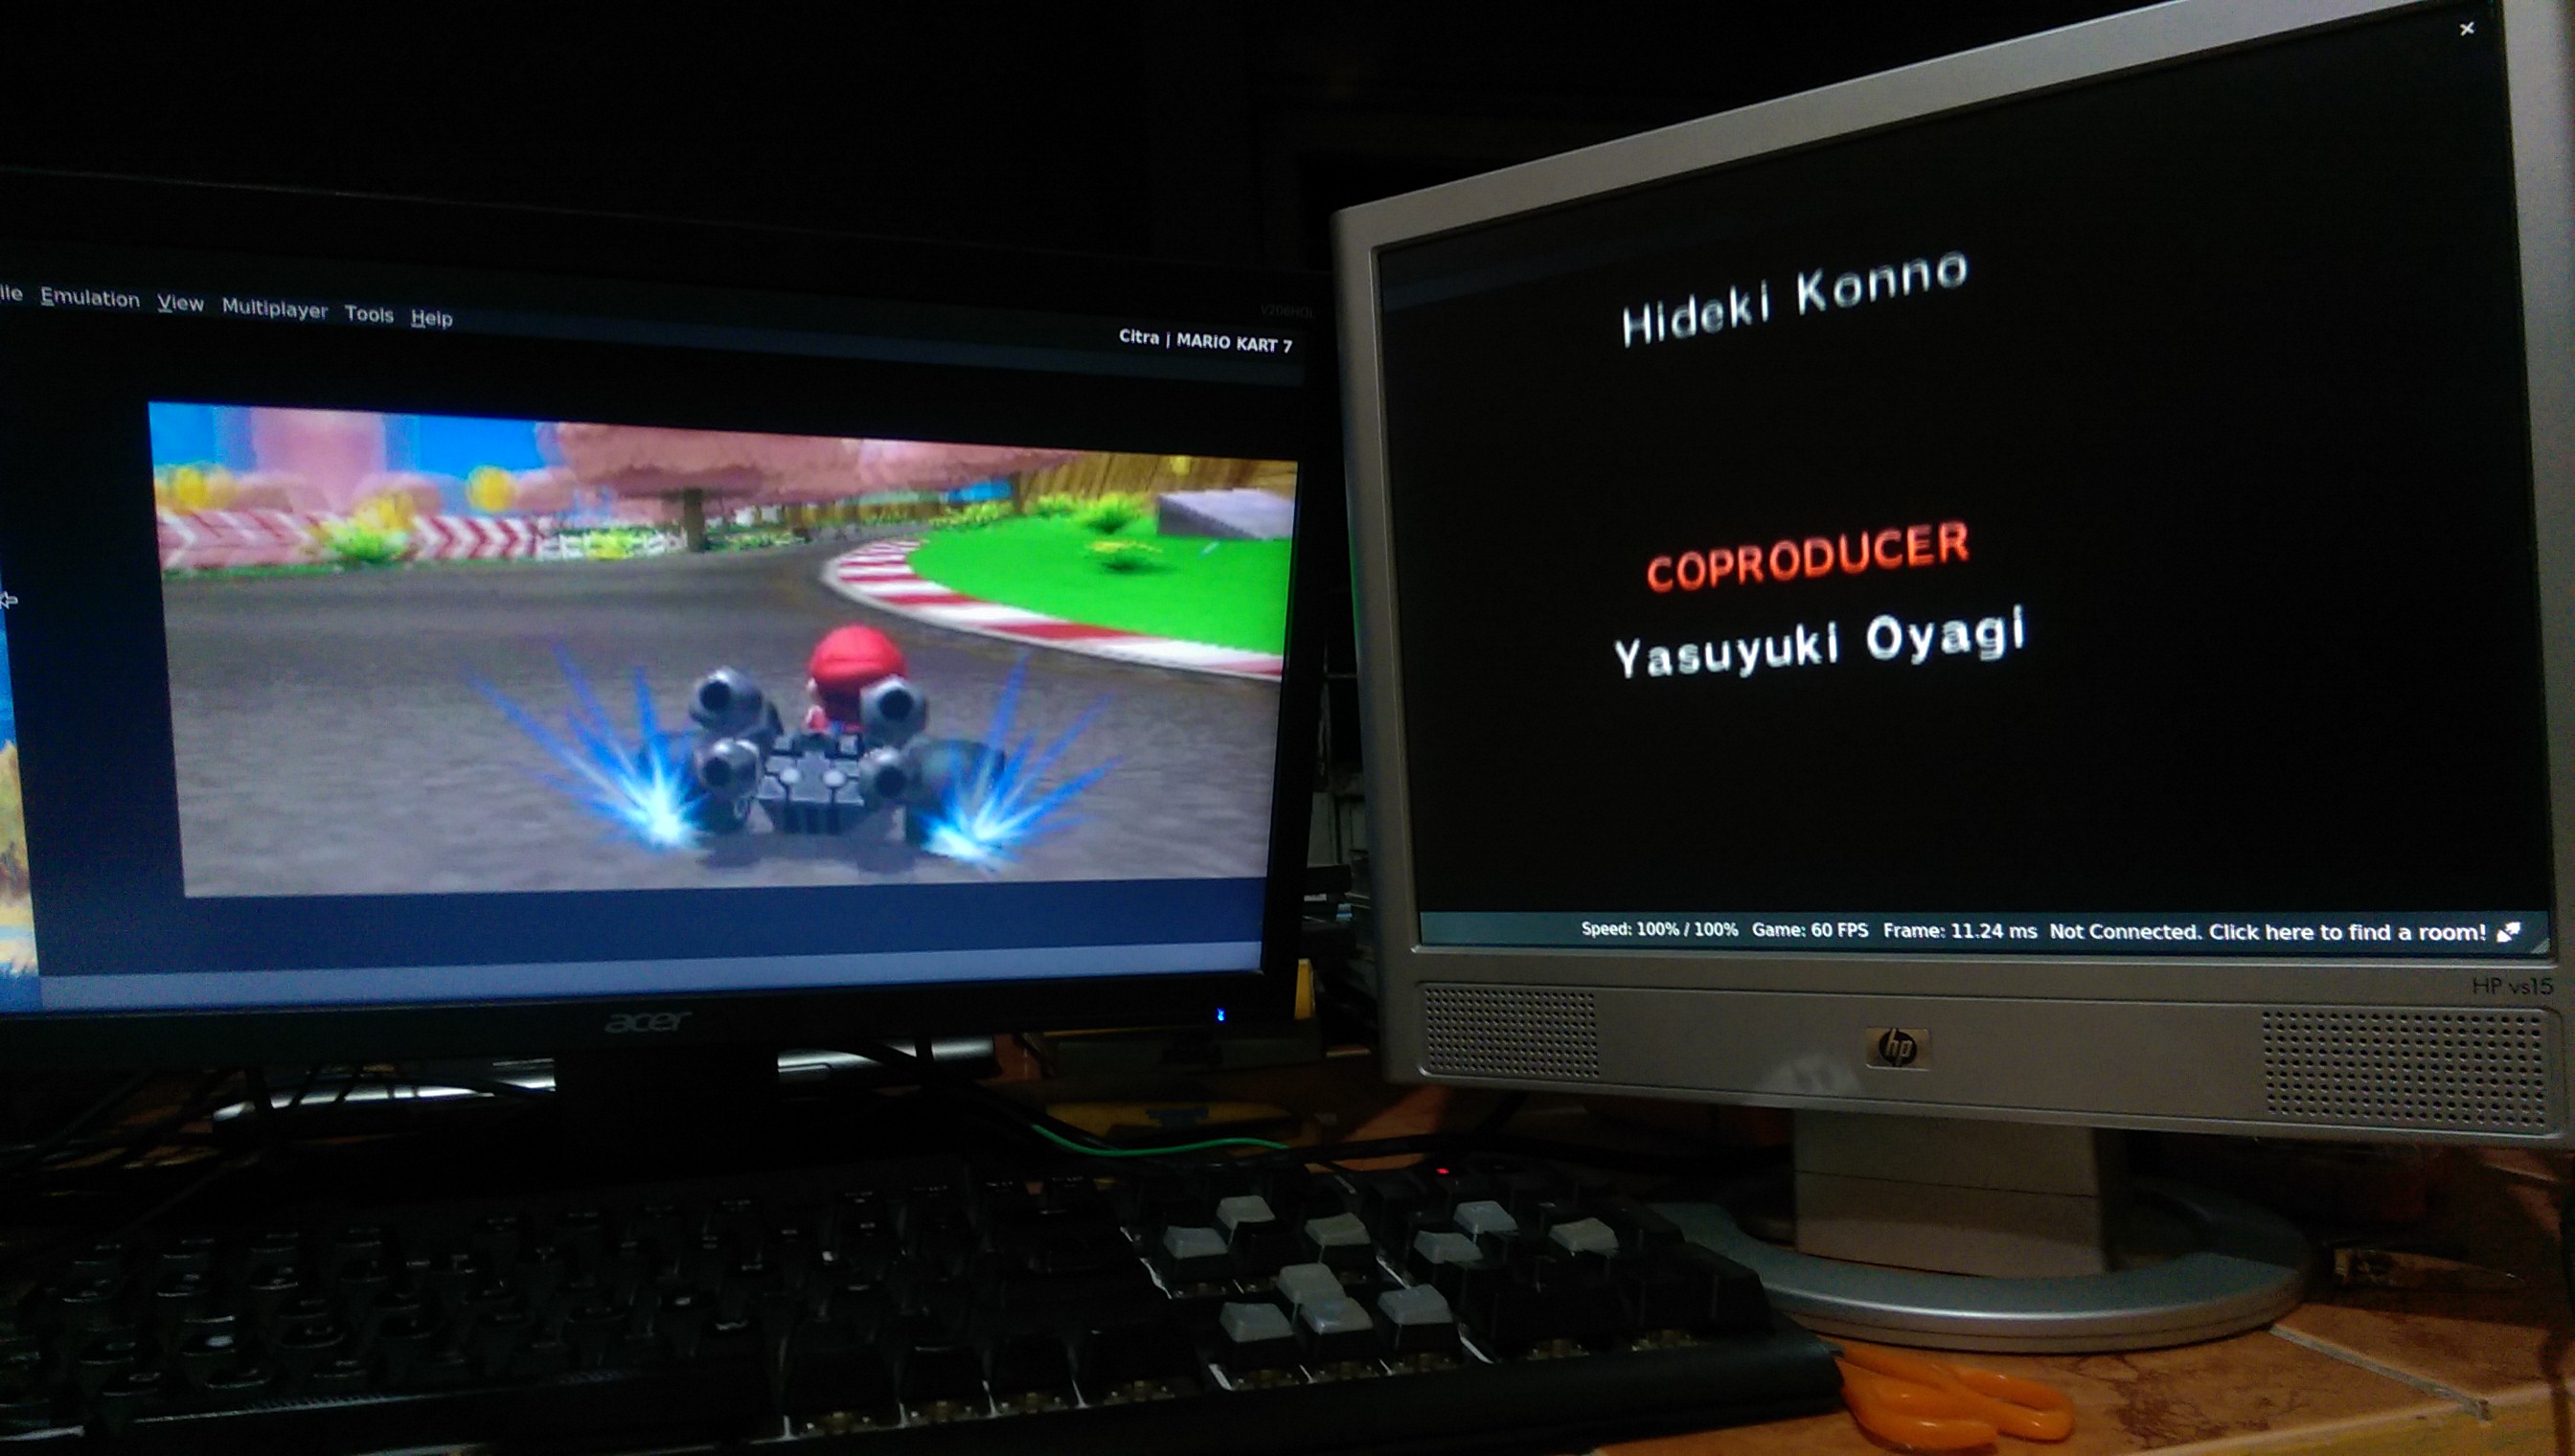 ile Emulation View Multiplayer Tools Help
Citra | MARIO KART 7
acer
×
Hideki Konno
COPRODUCER
Yasuyuki Oyagi
Speed: 100% / 100% Game: 60 FPS Frame: 11.24 ms Not Connected. Click here to find a room!
HP vs15
hp